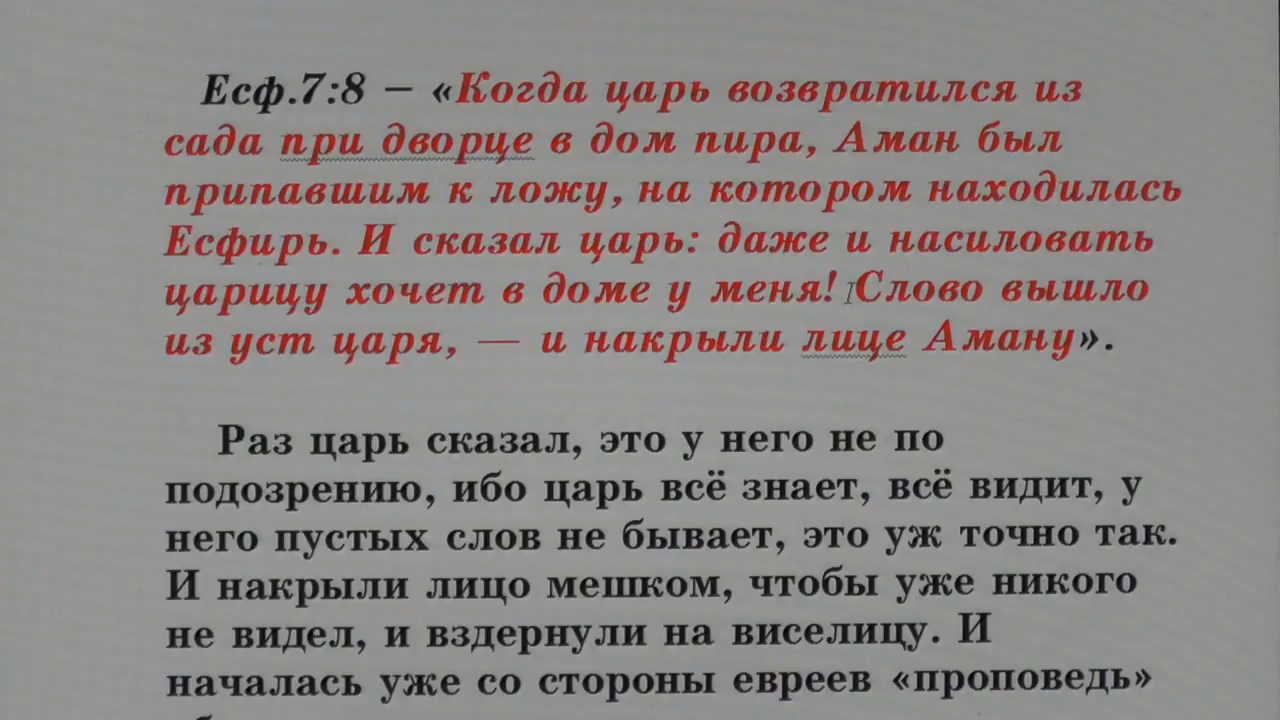 Есф.7:8 – «Когда царь возвратился из
сада при дворце в дом пира, Аман был
припавшим к ложу, на котором находилась
Есфирь. И сказал царь: даже и насиловать
царицу хочет в доме у меня! Слово вышло
из уст царя, — и накрыли лице Аману».
Раз царь сказал, это у него не по
подозрению, ибо царь всё знает, всё видит, у
него пустых слов не бывает, это уж точно так.
И накрыли лицо мешком, чтобы уже никого
не видел, и вздернули на виселицу. И
началась уже со стороны евреев «проповедь»